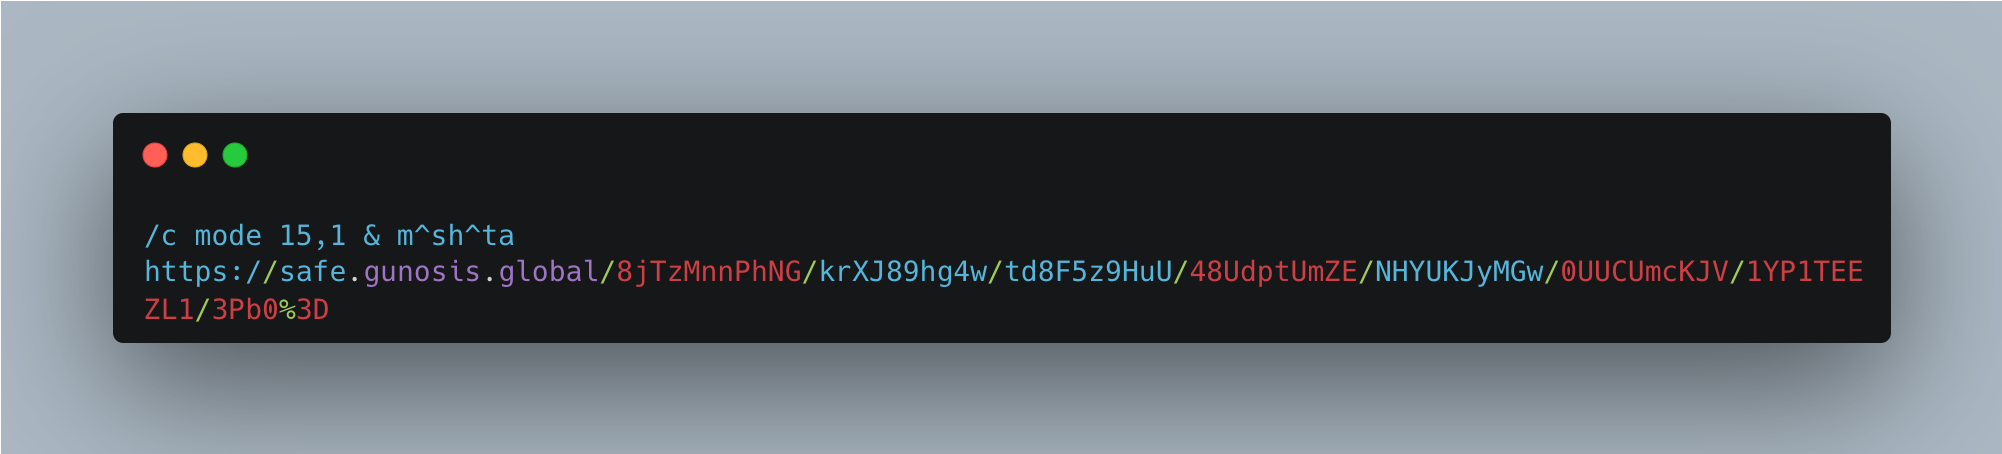 /c mode 15,1 & m^sh^ta
https://safe.gunosis.global/8jTzMnnPhNG/krXJ89hg4w/td8F5z9HuU/48UdptUmZE/NHYUKJyMGw/0UUCUmcKJV/1YP1TEE
ZL1/3Pb0%3D